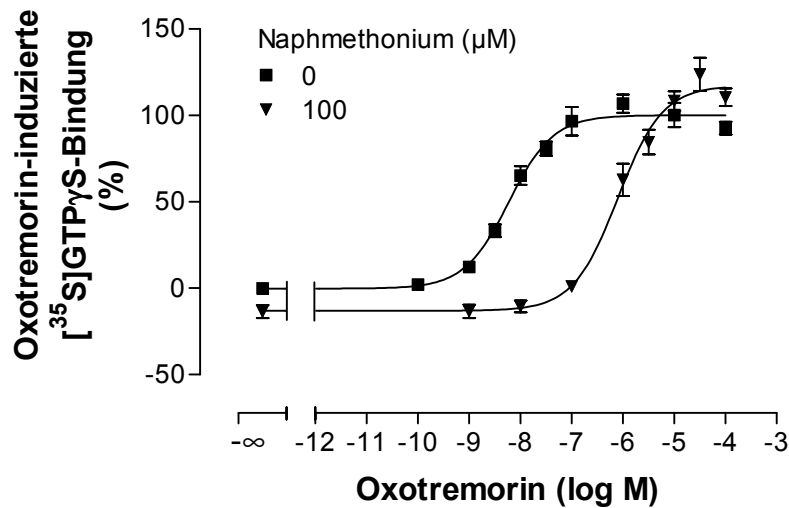 Oxotremorin-induzierte
[³⁵S]GTPγS-Bindung
(%)
150
100
50
0
-50
Naphmethonium (µM)
0
100
-∞ -12 -11 -10 -9 -8 -7 -6 -5 -4 -3
Oxotremorin (log M)